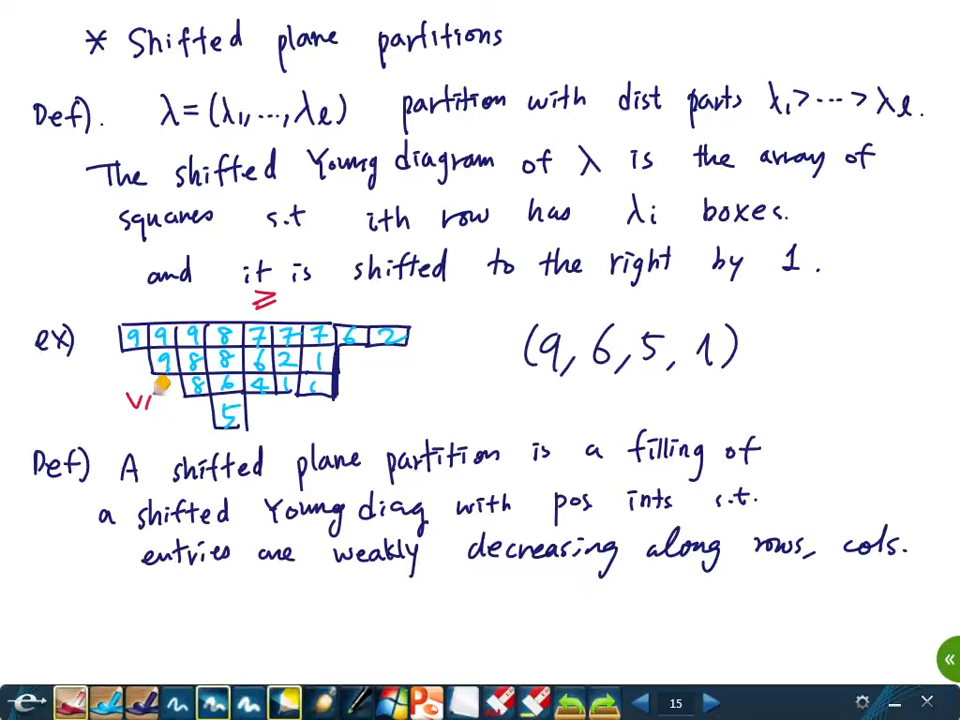 * Shifted plane partitions
Def). λ=(λ1,...,λℓ) partition with dist parts λ1>...>λℓ.
The shifted Young diagram of λ is the array of
squares s.t ith row has λi boxes.
and it is shifted to the right by 1.
≥
ex) 9 9 9 8 7 7 7 6 2 (9, 6, 5, 1)
9 8 8 6 2 1
8 6 4 1 1
VI
5
Def) A shifted plane partition is a filling of
a shifted Young diag with pos ints s.t.
entries are weakly decreasing along rows, cols.
15